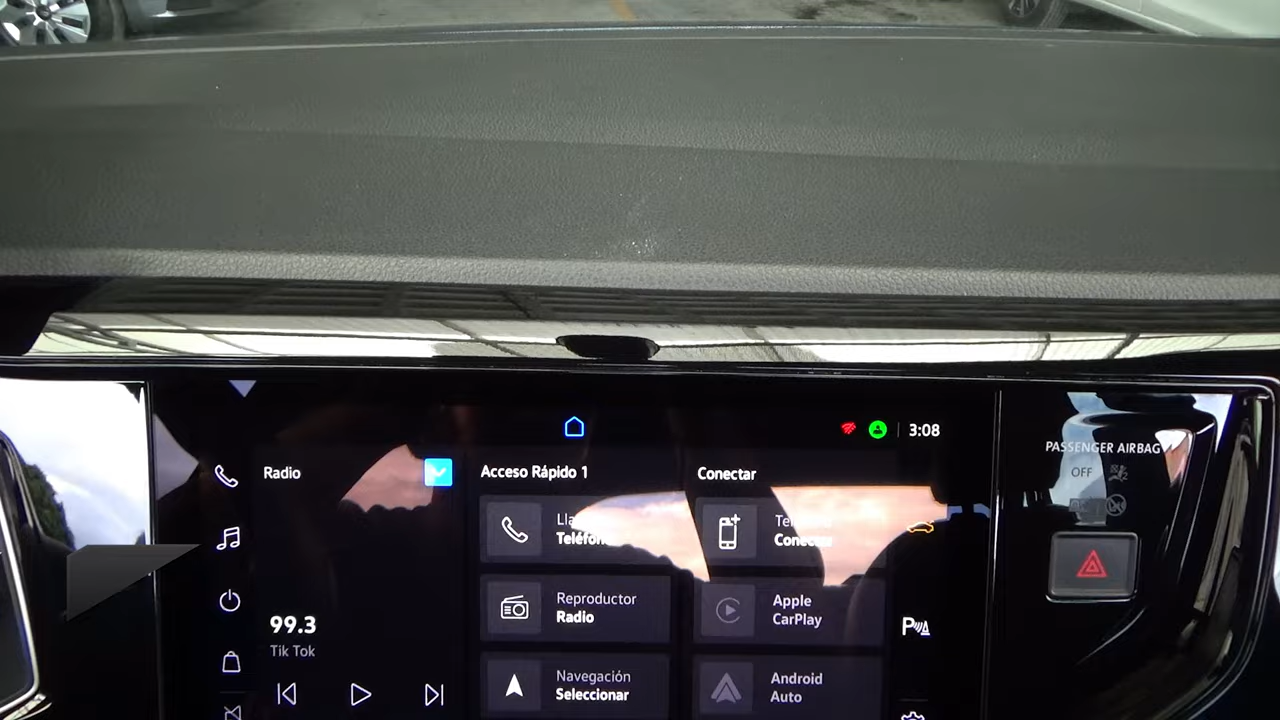 3:08
PASSENGER AIRBAG
OFF
Radio
Acceso Rápido 1
Conectar
Reproductor
Radio
Apple
CarPlay
99.3
Tik Tok
Navegación
Seleccionar
Android
Auto